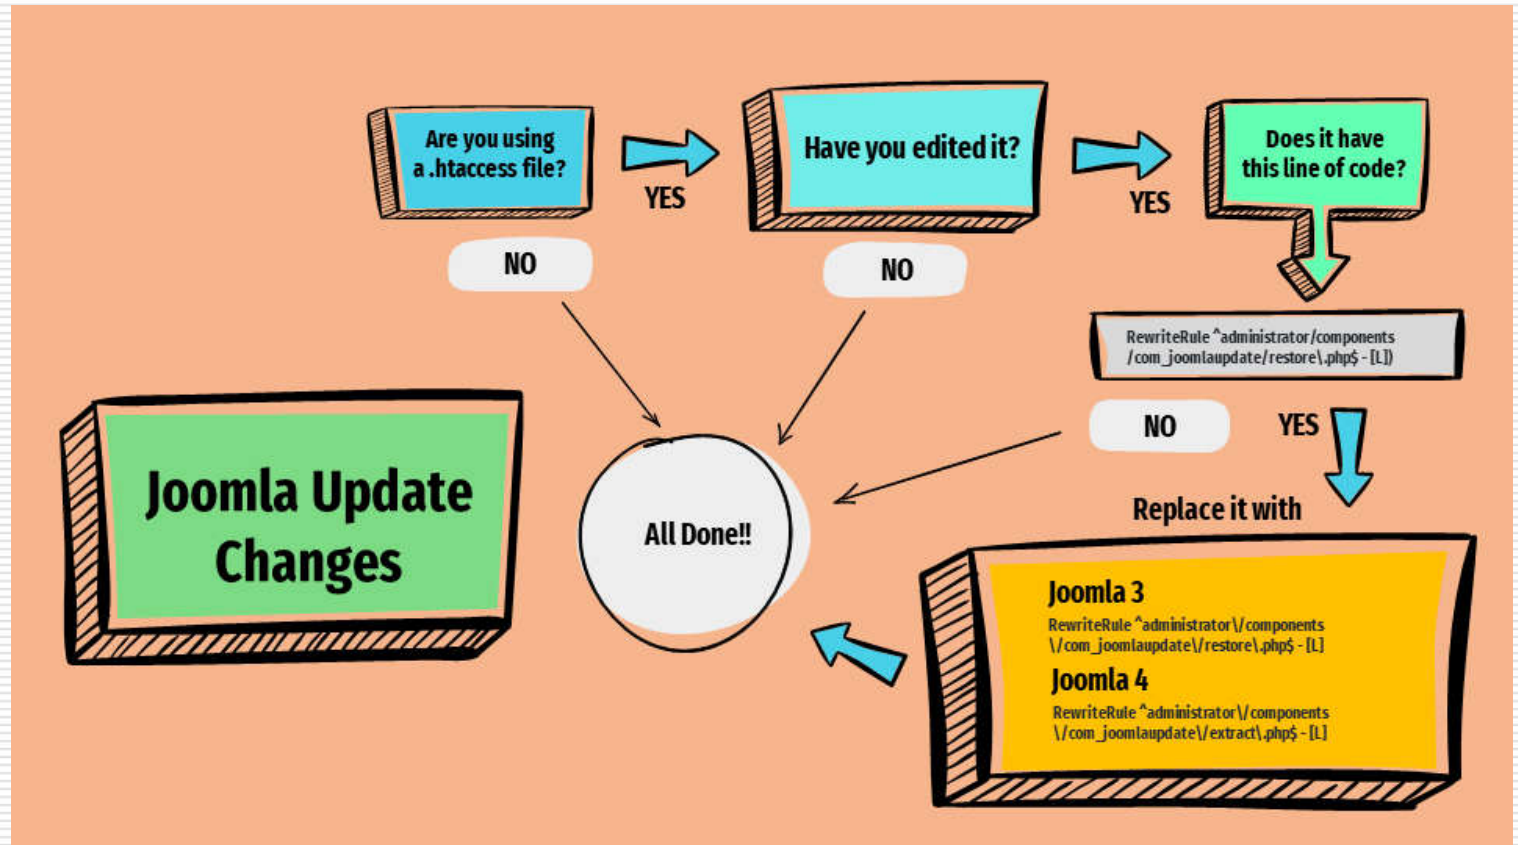 Are you using
a .htaccess file?
YES
Have you edited it?
YES
Does it have
this line of code?
NO
NO
RewriteRule ^administrator/components
/com_joomlaupdate/restore\.php$ - [L])
NO
YES
Joomla Update
Changes
All Done!!
Replace it with
Joomla 3
RewriteRule ^administrator\/components
\/com_joomlaupdate\/restore\.php$ - [L]
Joomla 4
RewriteRule ^administrator\/components
\/com_joomlaupdate\/extract\.php$ - [L]